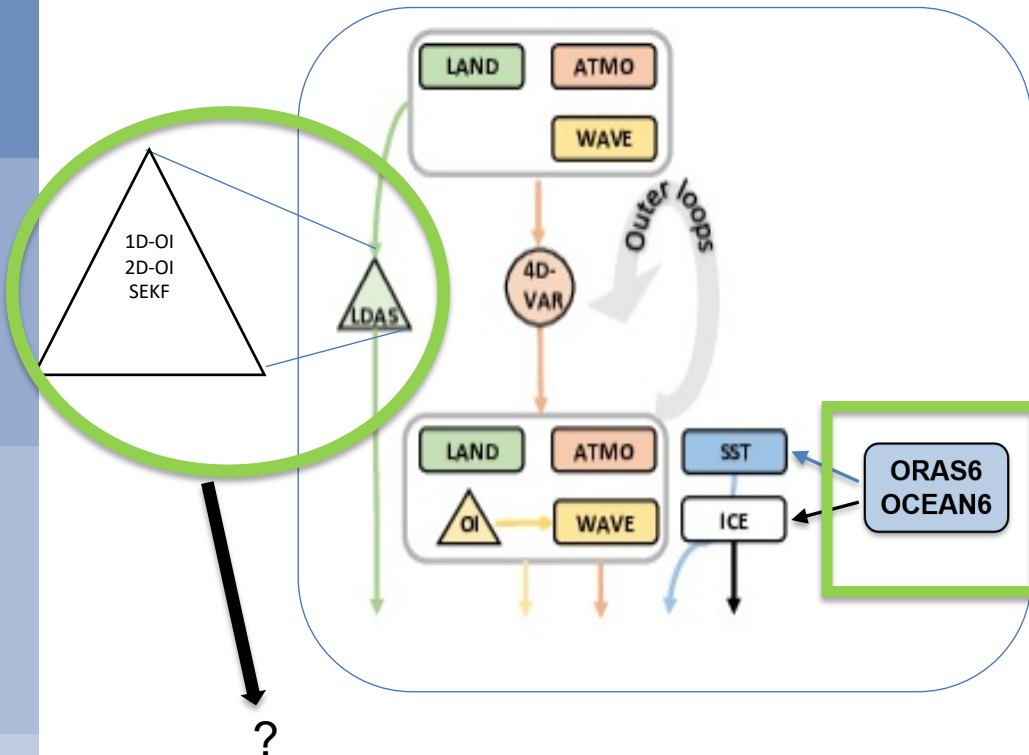 LAND
ATMO
WAVE
Outer loops
1D-OI
2D-OI
SEKF
4D-
VAR
LDAS
LAND
ATMO
SST
ORAS6
OCEAN6
OI
WAVE
ICE
?